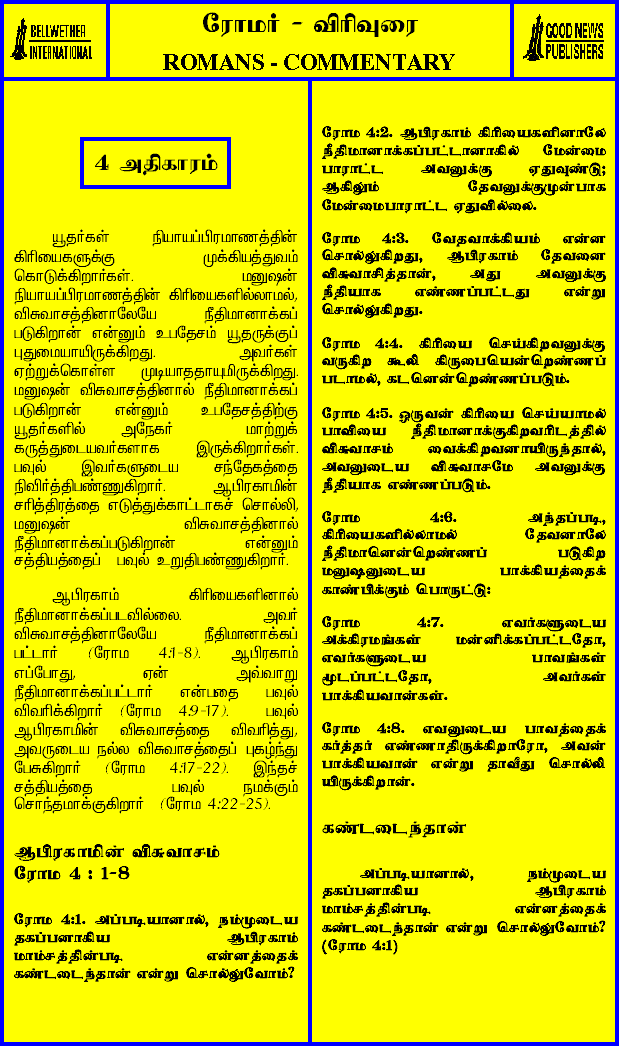 BELLWETHER
INTERNATIONAL
ரோமர் - விரிவுரை
ROMANS - COMMENTARY
GOOD NEWS
PUBLISHERS
4 அதிகாரம்
யூதர்கள் நியாயப்பிரமாணத்தின்
கிரியைகளுக்கு முக்கியத்துவம்
கொடுக்கிறார்கள். மனுஷன்
நியாயப்பிரமாணத்தின் கிரியைகளில்லாமல்,
விசுவாசத்தினாலேயே நீதிமானாக்கப்
படுகிறான் என்னும் உபதேசம் யூதருக்குப்
புதுமையாயிருக்கிறது. அவர்கள்
ஏற்றுக்கொள்ள முடியாததாயுமிருக்கிறது.
மனுஷன் விசுவாசத்தினால் நீதிமானாக்கப்
படுகிறான் என்னும் உபதேசத்திற்கு
யூதர்களில் அநேகர் மாற்றுக்
கருத்துடையவர்களாக இருக்கிறார்கள்.
பவுல் இவர்களுடைய சந்தேகத்தை
நிவிர்த்திபண்ணுகிறார். ஆபிரகாமின்
சரித்திரத்தை எடுத்துக்காட்டாகச் சொல்லி,
மனுஷன் விசுவாசத்தினால்
நீதிமானாக்கப்படுகிறான் என்னும்
சத்தியத்தைப் பவுல் உறுதிபண்ணுகிறார்.
ஆபிரகாம் கிரியைகளினால்
நீதிமானாக்கப்படவில்லை. அவர்
விசுவாசத்தினாலேயே நீதிமானாக்கப்
பட்டார் (ரோம 4:1-8). ஆபிரகாம்
எப்போது, ஏன் அவ்வாறு
நீதிமானாக்கப்பட்டார் என்பதை பவுல்
விவரிக்கிறார் (ரோம 4:9-17). பவுல்
ஆபிரகாமின் விசுவாசத்தை விவரித்து,
அவருடைய நல்ல விசுவாசத்தைப் புகழ்ந்து
பேசுகிறார் (ரோம 4:17-22). இந்தச்
சத்தியத்தை பவுல் நமக்கும்
சொந்தமாக்குகிறார் (ரோம 4:22-25).
ஆபிரகாமின் விசுவாசம்
ரோம 4 : 1-8
ரோம 4:1. அப்படியானால், நம்முடைய
தகப்பனாகிய ஆபிரகாம்
மாம்சத்தின்படி என்னத்தைக்
கண்டடைந்தான் என்று சொல்லுவோம்?
ரோம 4:2. ஆபிரகாம் கிரியைகளினாலே
நீதிமானாக்கப்பட்டானாகில் மேன்மை
பாராட்ட அவனுக்கு ஏதுவுண்டு;
ஆகிலும் தேவனுக்குமுன்பாக
மேன்மைபாராட்ட ஏதுவில்லை.
ரோம 4:3. வேதவாக்கியம் என்ன
சொல்லுகிறது, ஆபிரகாம் தேவனை
விசுவாசித்தான், அது அவனுக்கு
நீதியாக எண்ணப்பட்டது என்று
சொல்லுகிறது.
ரோம 4:4. கிரியை செய்கிறவனுக்கு
வருகிற கூலி கிருபையென்றெண்ணப்
படாமல், கடனென்றெண்ணப்படும்.
ரோம 4:5. ஒருவன் கிரியை செய்யாமல்
பாவியை நீதிமானாக்குகிறவரிடத்தில்
விசுவாசம் வைக்கிறவனாயிருந்தால்,
அவனுடைய விசுவாசமே அவனுக்கு
நீதியாக எண்ணப்படும்.
ரோம 4:6. அந்தப்படி,
கிரியைகளில்லாமல் தேவனாலே
நீதிமானென்றெண்ணப் படுகிற
மனுஷனுடைய பாக்கியத்தைக்
காண்பிக்கும் பொருட்டு:
ரோம 4:7. எவர்களுடைய
அக்கிரமங்கள் மன்னிக்கப்பட்டதோ,
எவர்களுடைய பாவங்கள்
மூடப்பட்டதோ, அவர்கள்
பாக்கியவான்கள்.
ரோம 4:8. எவனுடைய பாவத்தைக்
கர்த்தர் எண்ணாதிருக்கிறாரோ, அவன்
பாக்கியவான் என்று தாவீது சொல்லி
யிருக்கிறான்.
கண்டடைந்தான்
அப்படியானால், நம்முடைய
தகப்பனாகிய ஆபிரகாம்
மாம்சத்தின்படி என்னத்தைக்
கண்டடைந்தான் என்று சொல்லுவோம்?
(ரோம 4:1)